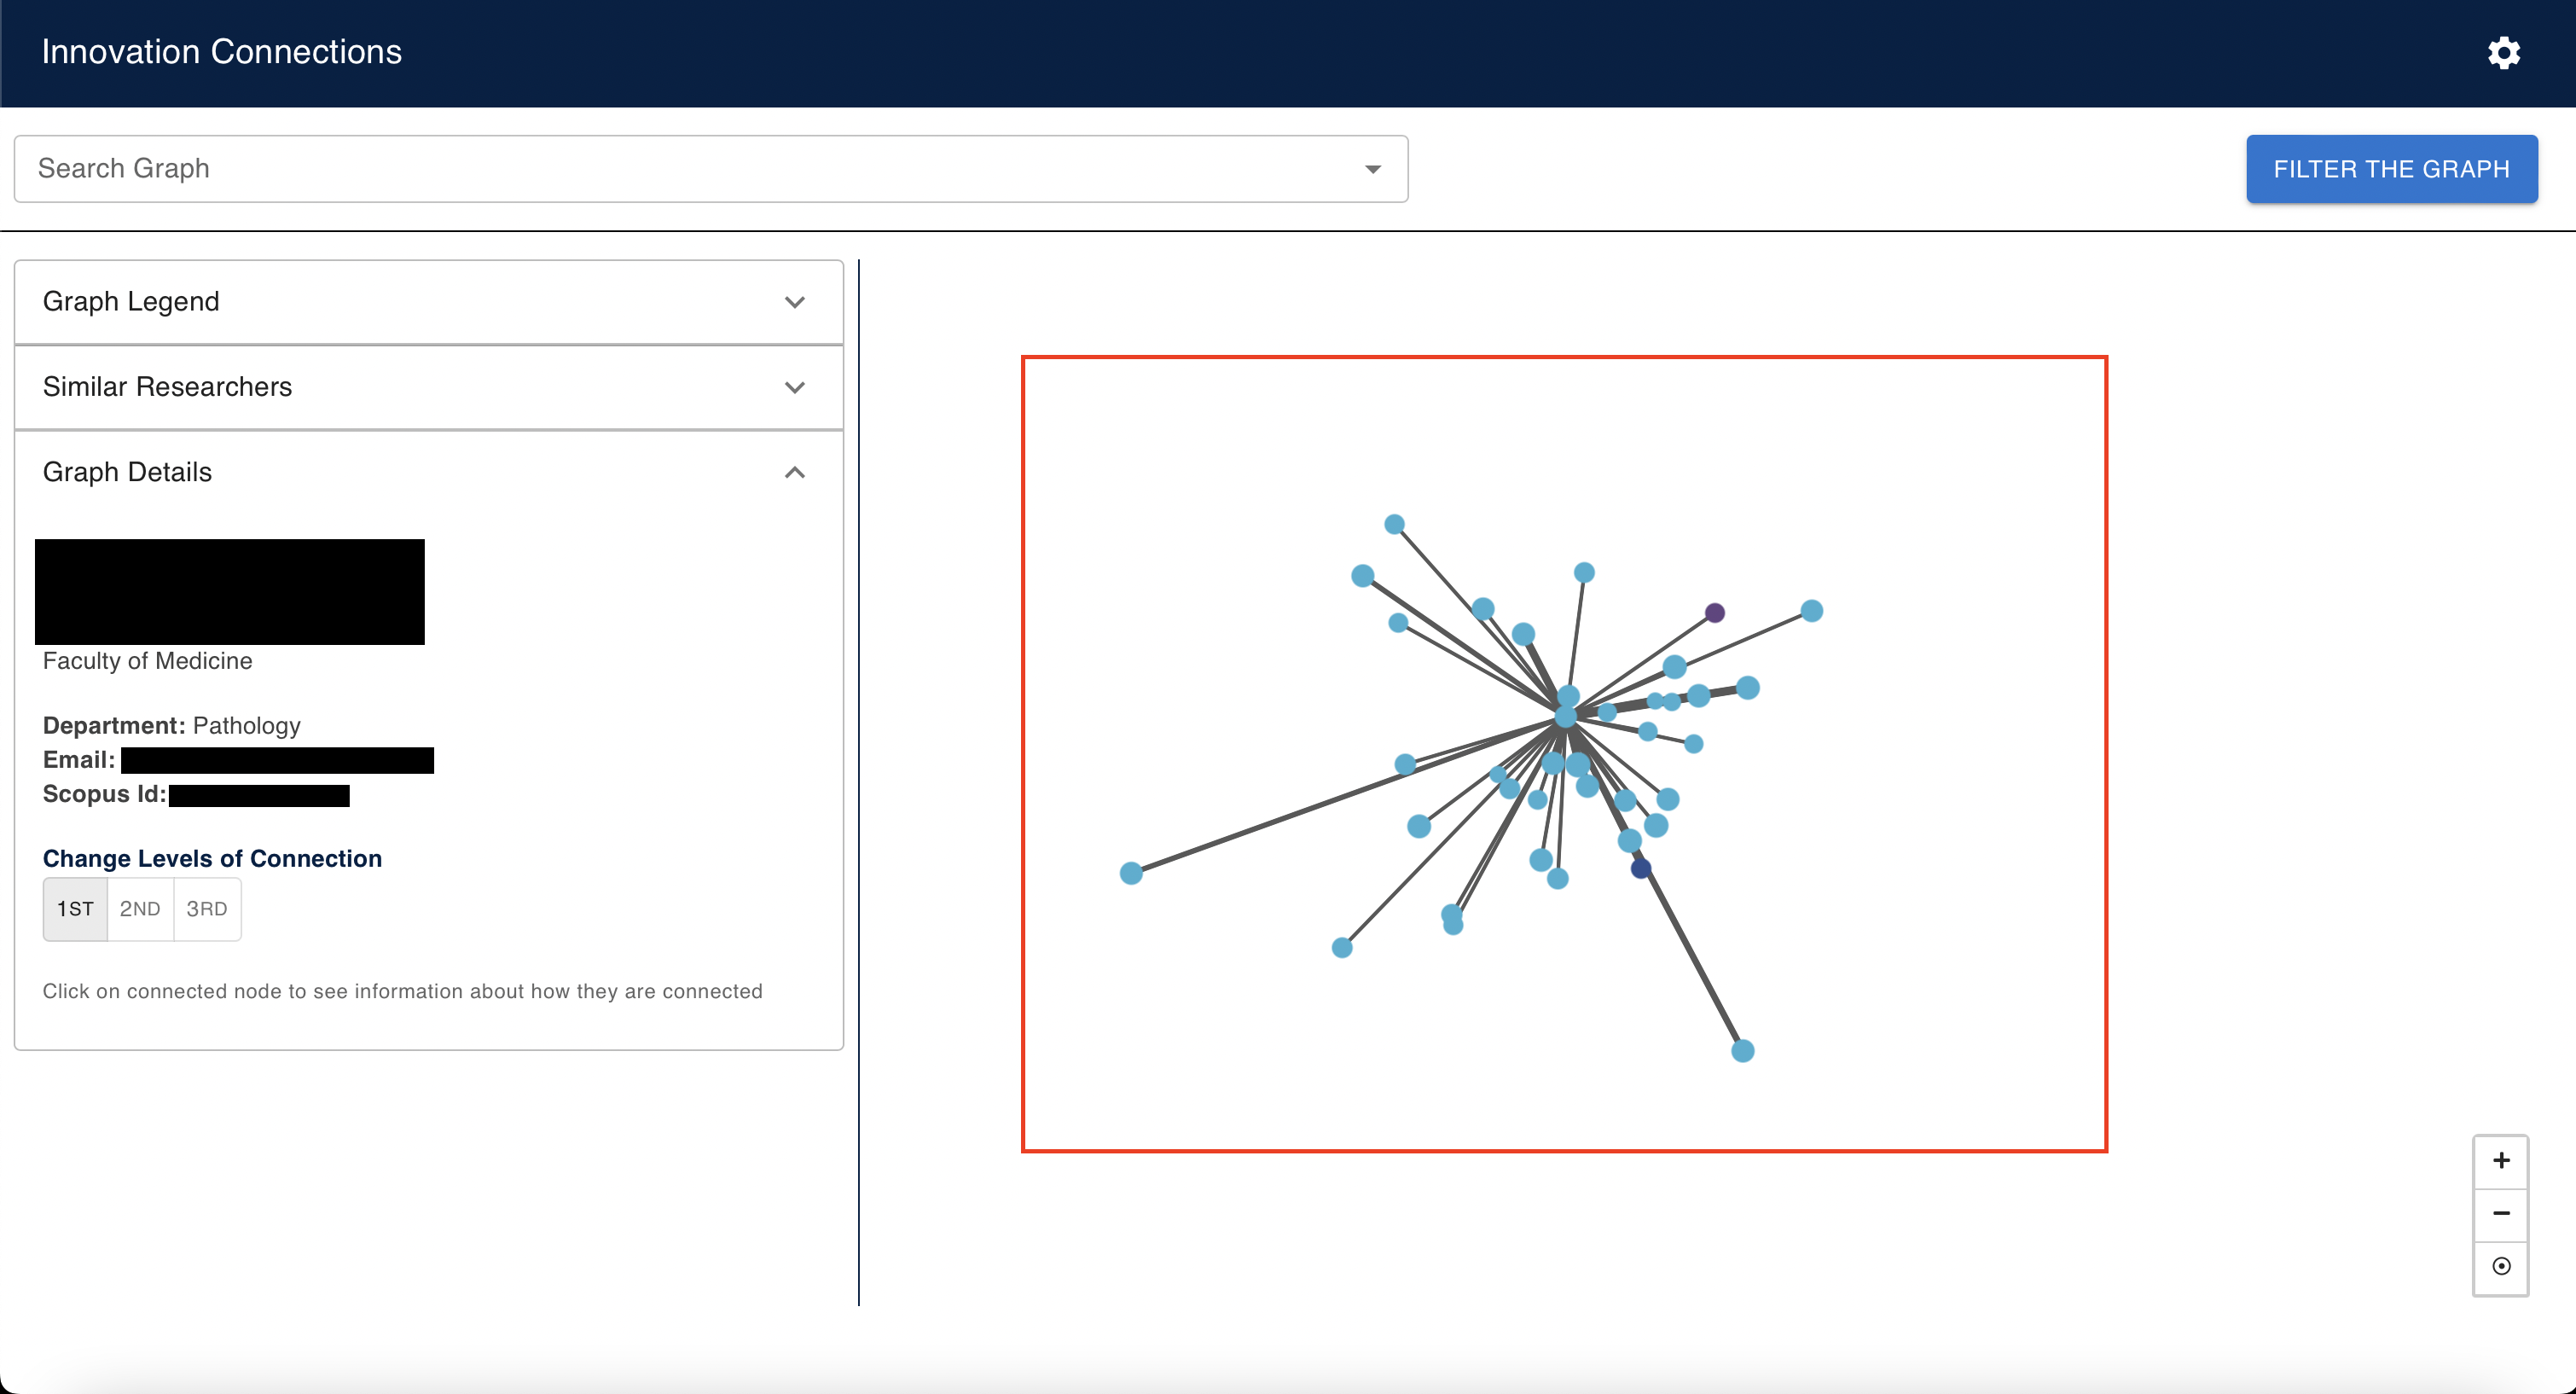 Innovation Connections
Search Graph
FILTER THE GRAPH
Graph Legend
Similar Researchers
Graph Details
Faculty of Medicine
Department: Pathology
Email:
Scopus Id:
Change Levels of Connection
1ST 2ND 3RD
Click on connected node to see information about how they are connected